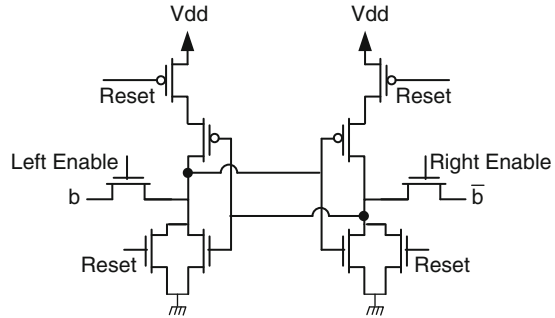 Vdd Vdd
Reset Reset
Left Enable Right Enable
b b̅
Reset Reset